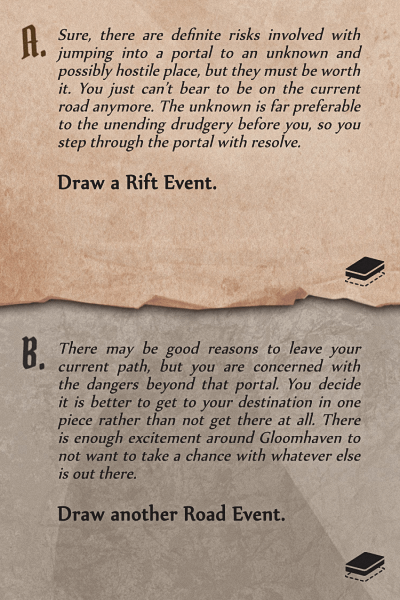 A. Sure, there are definite risks involved with
jumping into a portal to an unknown and
possibly hostile place, but they must be worth
it. You just can't bear to be on the current
road anymore. The unknown is far preferable
to the unending drudgery before you, so you
step through the portal with resolve.
Draw a Rift Event.
B. There may be good reasons to leave your
current path, but you are concerned with
the dangers beyond that portal. You decide
it is better to get to your destination in one
piece rather than not get there at all. There
is enough excitement around Gloomhaven to
not want to take a chance with whatever else
is out there.
Draw another Road Event.